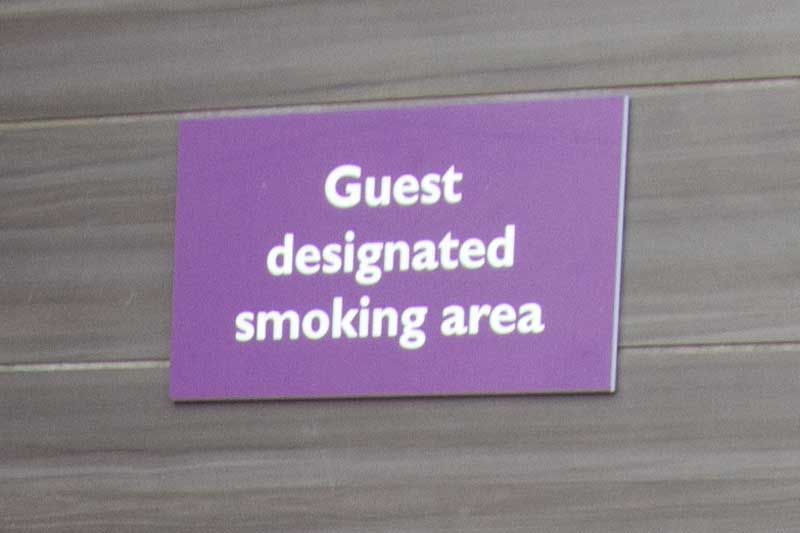 Guest
designated
smoking area